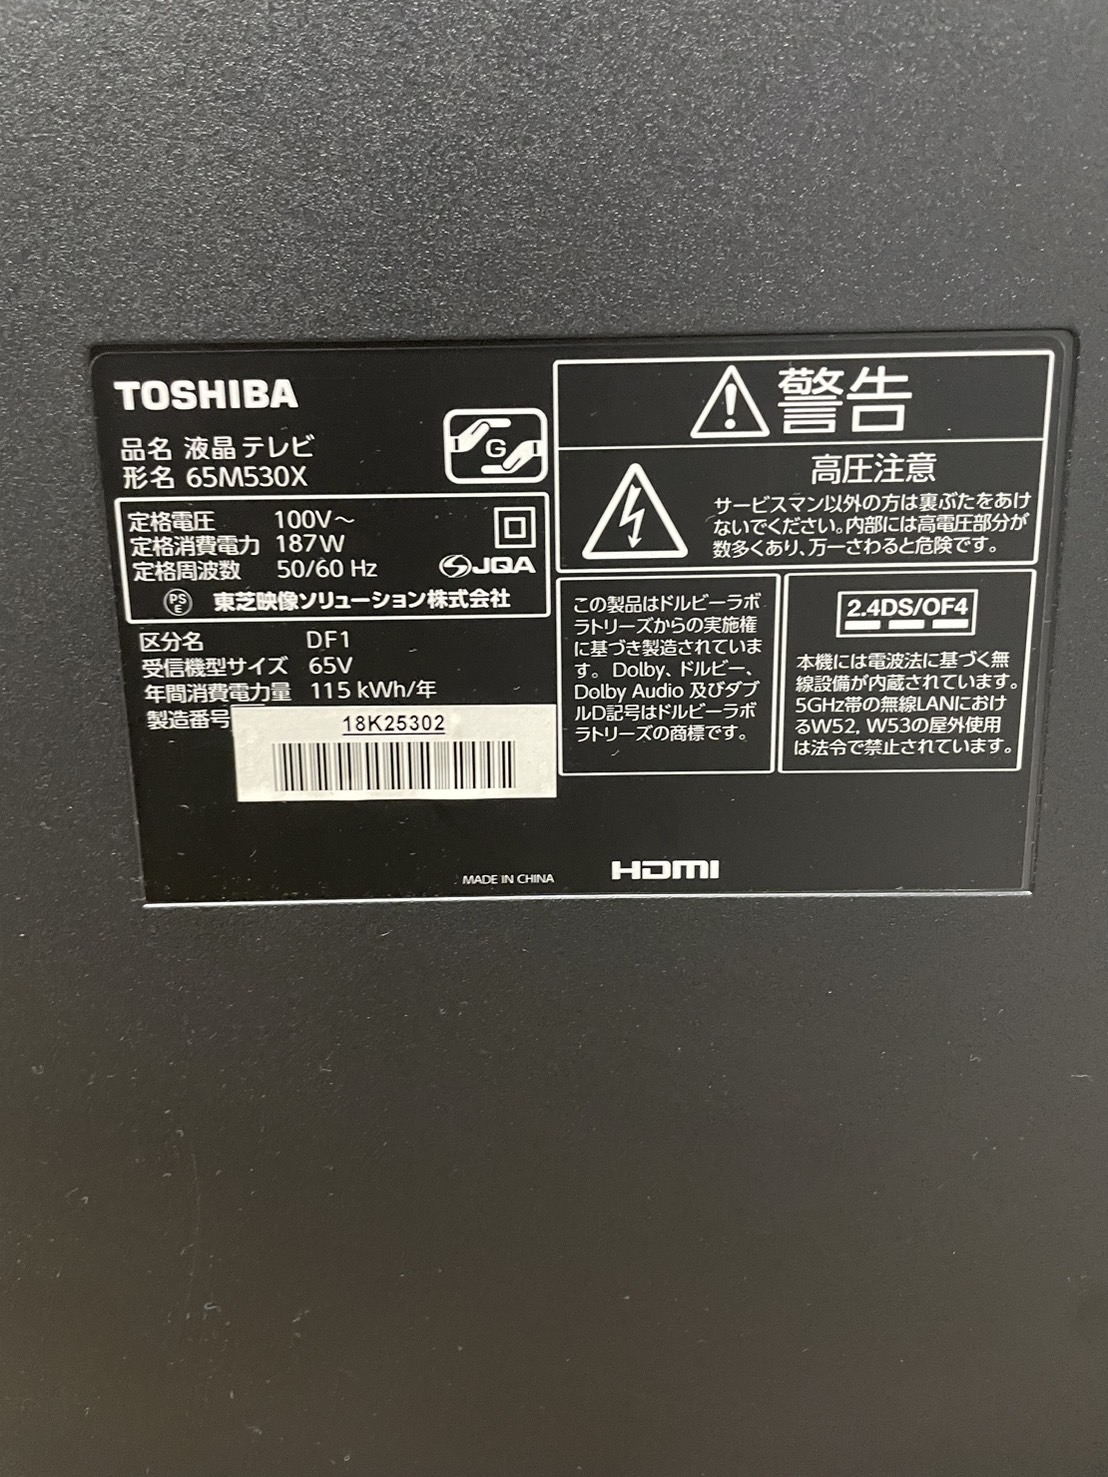 TOSHIBA
品名 液晶テレビ
形名 65M530X
G
定格電圧 100V～
定格消費電力 187W
定格周波数 50/60 Hz
JQA
PS
E
東芝映像ソリューション株式会社
区分名 DF1
受信機型サイズ 65V
年間消費電力量 115 kWh/年
製造番号
18K25302
警告
高圧注意
サービスマン以外の方は裏ぶたをあけ
ないでください。内部には高電圧部分が
数多くあり、万一さわると危険です。
この製品はドルビーラボ
ラトリーズからの実施権
に基づき製造されていま
す。Dolby、ドルビー、
Dolby Audio 及びダブ
ルD記号はドルビーラボ
ラトリーズの商標です。
2.4DS/OF4
本機には電波法に基づく無
線設備が内蔵されています。
5GHz帯の無線LANにおけ
るW52, W53の屋外使用
は法令で禁止されています。
MADE IN CHINA
HDMI